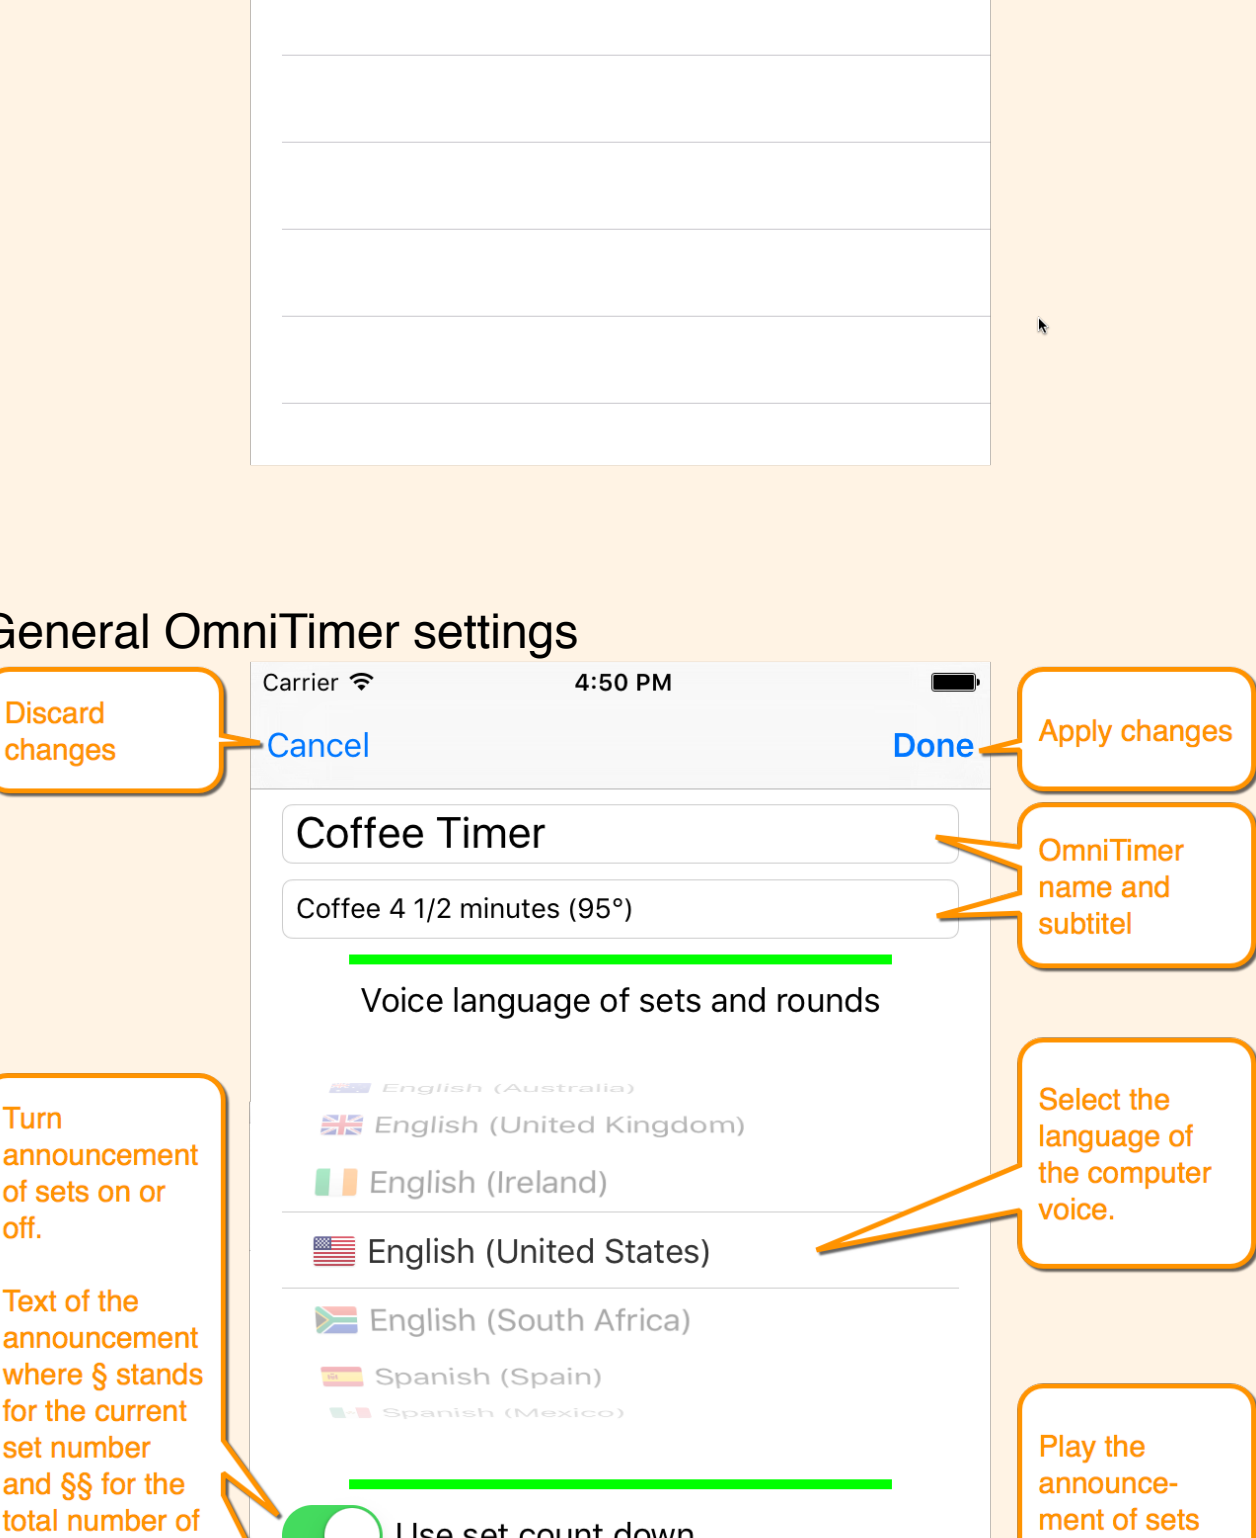 General OmniTimer settings
Carrier
4:50 PM
Discard
changes
Cancel
Done
Apply changes
Coffee Timer
OmniTimer
name and
subtitel
Coffee 4 1/2 minutes (95°)
Voice language of sets and rounds
English (Australia)
English (United Kingdom)
English (Ireland)
English (United States)
English (South Africa)
Spanish (Spain)
Spanish (Mexico)
Select the
language of
the computer
voice.
Turn
announcement
of sets on or
off.
Text of the
announcement
where § stands
for the current
set number
and §§ for the
total number of
Play the
announce-
ment of sets
Use set count down